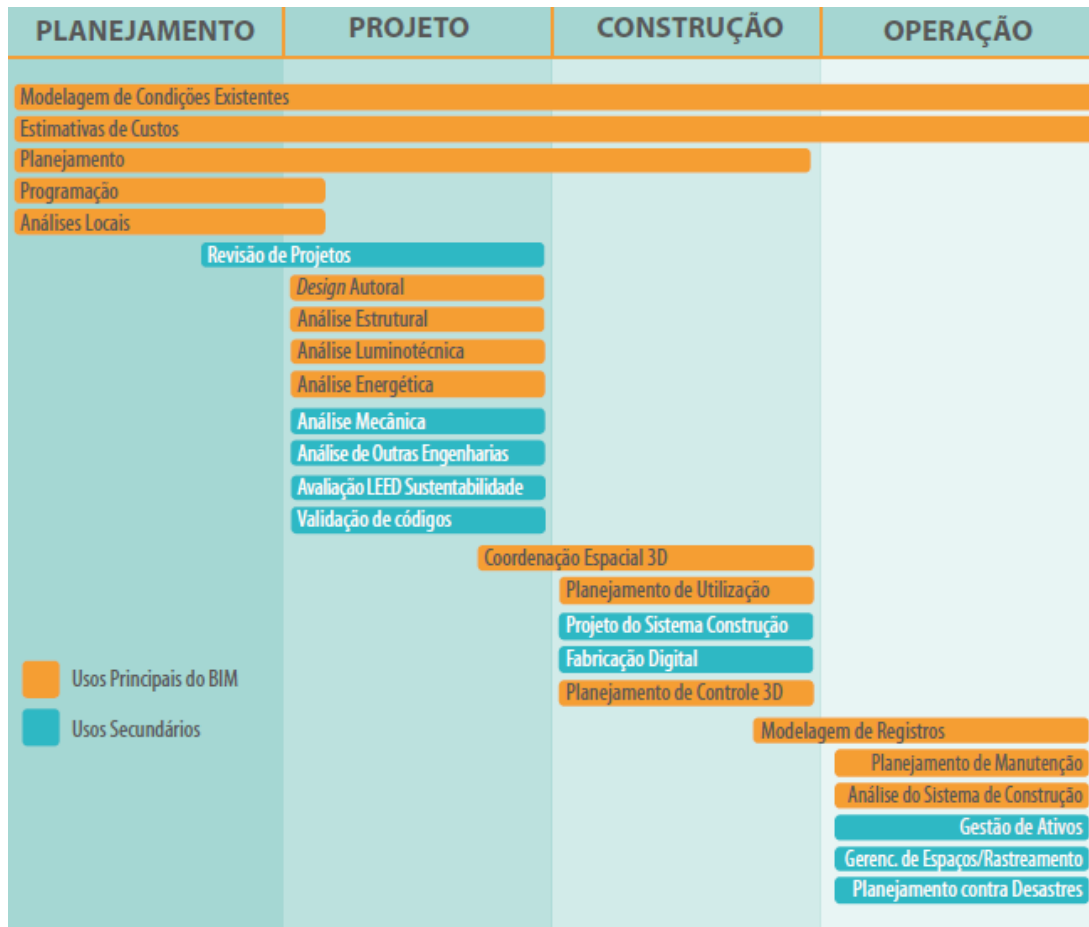 PLANEJAMENTO
PROJETO
CONSTRUÇÃO
OPERAÇÃO
Modelagem de Condições Existentes
Estimativas de Custos
Planejamento
Programação
Análises Locais
Revisão de Projetos
Design Autoral
Análise Estrutural
Análise Luminotécnica
Análise Energética
Análise Mecânica
Análise de Outras Engenharias
Avaliação LEED Sustentabilidade
Validação de códigos
Coordenação Espacial 3D
Planejamento de Utilização
Projeto do Sistema Construção
Fabricação Digital
Planejamento de Controle 3D
Modelagem de Registros
Planejamento de Manutenção
Análise do Sistema de Construção
Gestão de Ativos
Gerenc. de Espaços/Rastreamento
Planejamento contra Desastres
Usos Principais do BIM
Usos Secundários